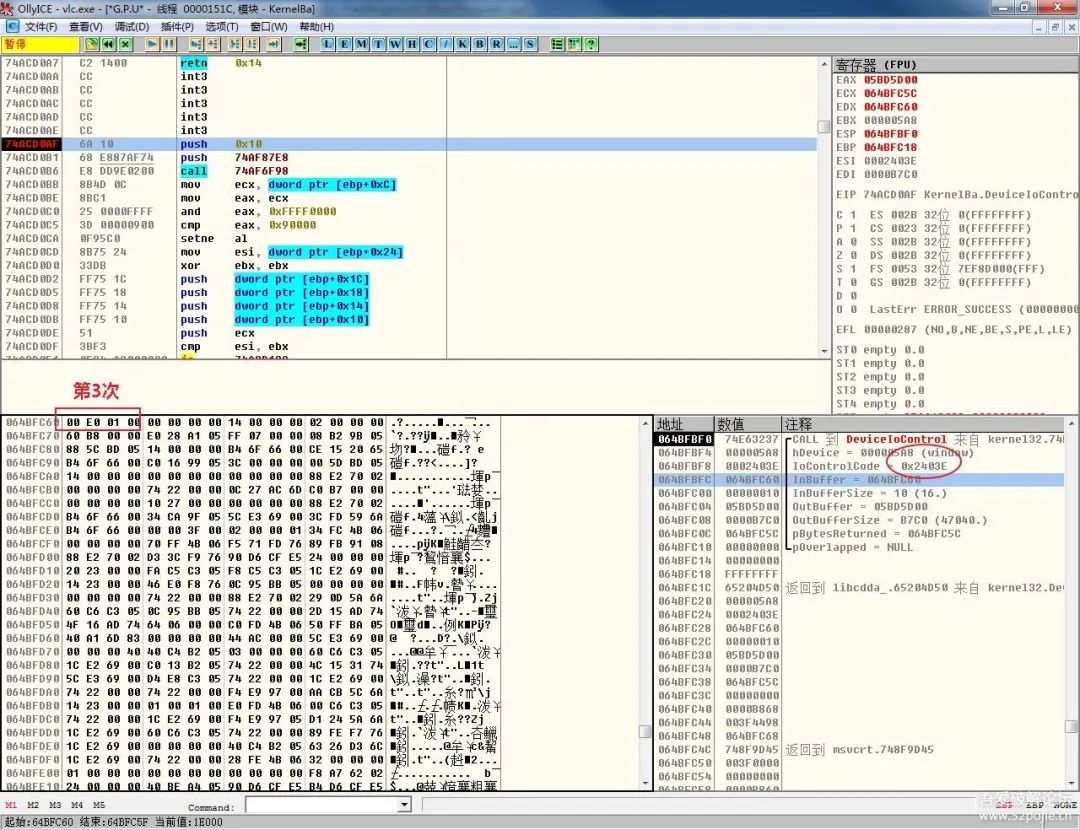 OllyICE - vlc.exe - [*G.P.U* - 线程 0000151C, 模块 - KernelBa]
文件(F) 查看(V) 调试(D) 插件(P) 选项(T) 窗口(W) 帮助(H)
暂停 L E M T W H C / K B R ... S
74ACD0A7 C2 1400 retn 0x14
74ACD0AA CC int3
74ACD0AB CC int3
74ACD0AC CC int3
74ACD0AD CC int3
74ACD0AE CC int3
74ACD0AF 6A 10 push 0x10
74ACD0B1 68 E887AF74 push 74AF87E8
74ACD0B6 E8 DD9E0200 call 74AF6F98
74ACD0BB 8B4D 0C mov ecx, dword ptr [ebp+0xC]
74ACD0BE 8BC1 mov eax, ecx
74ACD0C0 25 0000FFFF and eax, 0xFFFF0000
74ACD0C5 3D 00000900 cmp eax, 0x90000
74ACD0CA 0F95C0 setne al
74ACD0CD 8B75 24 mov esi, dword ptr [ebp+0x24]
74ACD0D0 33DB xor ebx, ebx
74ACD0D2 FF75 1C push dword ptr [ebp+0x1C]
74ACD0D5 FF75 18 push dword ptr [ebp+0x18]
74ACD0D8 FF75 14 push dword ptr [ebp+0x14]
74ACD0DB FF75 10 push dword ptr [ebp+0x10]
74ACD0DE 51 push ecx
74ACD0DF 3BF3 cmp esi, ebx
寄存器 (FPU)
EAX 05BD5D00
ECX 064BFC5C
EDX 064BFC60
EBX 000005A8
ESP 064BFBF0
EBP 064BFC18
ESI 0002403E
EDI 0000B7C0
EIP 74ACD0AF KernelBa.DeviceIoContro
C 1 ES 002B 32位 0(FFFFFFFF)
P 1 CS 0023 32位 0(FFFFFFFF)
A 0 SS 002B 32位 0(FFFFFFFF)
Z 0 DS 002B 32位 0(FFFFFFFF)
S 1 FS 0053 32位 7EF8D000(FFF)
T 0 GS 002B 32位 0(FFFFFFFF)
D 0
O 0 LastErr ERROR_SUCCESS (00000000
EFL 00000287 (NO,B,NE,BE,S,PE,L,LE)
ST0 empty 0.0
ST1 empty 0.0
ST2 empty 0.0
ST3 empty 0.0
ST4 empty 0.0
第3次
064BFC60 00 E0 01 00 00 00 00 00 14 00 00 00 02 00 00 00
064BFC70 60 B8 00 00 E0 28 A1 05 FF 07 00 00 08 B2 9B 05
064BFC80 88 5C BD 05 14 00 00 00 B4 6F 66 00 CE 15 20 65
064BFC90 B4 6F 66 00 C0 16 99 05 3C 00 00 00 00 5D BD 05
064BFCA0 14 00 00 00 00 00 00 00 00 00 00 00 88 E2 70 02
064BFCB0 00 00 00 00 74 22 00 00 0C 27 AC 6D C0 B7 00 00
064BFCC0 00 00 00 00 10 27 00 00 00 00 00 00 88 E2 70 02
064BFCD0 B4 6F 66 00 34 CA 9F 05 5C E3 69 00 3C FD 59 6A
064BFCE0 B4 6F 66 00 00 00 3F 00 02 00 00 01 34 FC 4B 06
064BFCF0 00 00 00 00 70 FF 4B 06 F5 71 FD 76 89 FB 91 08
064BFD00 88 E2 70 02 D3 3C F9 76 90 D6 CF E5 24 00 00 00
064BFD10 20 23 00 00 FA C5 C3 05 F8 C5 C3 05 1C E2 69 00
064BFD20 14 23 00 00 46 E0 F8 76 0C 95 BB 05 00 00 00 00
064BFD30 00 00 00 00 74 22 00 00 88 E2 70 02 29 0D 5A 6A
064BFD40 60 C6 C3 05 0C 95 BB 05 74 22 00 00 2D 15 AD 74
064BFD50 4F 16 AD 74 64 06 00 00 C0 FD 4B 06 50 FF BA 05
064BFD60 40 A1 6D 83 00 00 00 00 44 AC 00 00 5C E3 69 00
064BFD70 00 00 00 40 40 C4 B2 05 03 00 00 00 60 C6 C3 05
064BFD80 1C E2 69 00 C0 13 B2 05 74 22 00 00 4C 15 31 74
064BFD90 5C E3 69 00 D4 E8 C3 05 74 22 00 00 1C E2 69 00
064BFDA0 74 22 00 00 74 22 00 00 F4 E9 97 00 AA CB 5C 6A
064BFDB0 14 23 00 00 01 00 01 00 E0 FD 4B 06 00 C6 C3 05
064BFDC0 74 22 00 00 1C E2 69 00 F4 E9 97 05 D1 24 5A 6A
064BFDD0 1C E2 69 00 60 C6 C3 05 74 22 00 00 89 FE F7 76
064BFDE0 1C E2 69 00 00 00 00 00 40 C4 B2 05 63 26 D3 6C
064BFDF0 1C E2 69 00 74 22 00 00 28 FE 4B 06 32 00 00 00
064BFE00 01 00 00 00 00 00 00 00 00 00 00 00 F8 A7 62 02
064BFE10 24 00 00 00 40 BE A4 05 90 D6 CF E5 B4 D6 CF E5
地址 数值 注释
064BFBF0 74E63237 CALL 到 DeviceIoControl 来自 kernel32.74
064BFBF4 000005A8 hDevice = 000005A8 (window)
064BFBF8 0002403E IoControlCode = 0x2403E
064BFBFC 064BFC60 InBuffer = 064BFC60
064BFC00 00000010 InBufferSize = 10 (16.)
064BFC04 05BD5D00 OutBuffer = 05BD5D00
064BFC08 0000B7C0 OutBufferSize = B7C0 (47040.)
064BFC0C 064BFC5C pBytesReturned = 064BFC5C
064BFC10 00000000 pOverlapped = NULL
064BFC14 00000000
064BFC18 FFFFFFFF
064BFC1C 65204D50 返回到 libcdda_.65204D50 来自 kernel32.De
064BFC20 000005A8
064BFC24 0002403E
064BFC28 064BFC60
064BFC2C 00000010
064BFC30 05BD5D00
064BFC34 0000B7C0
064BFC38 064BFC5C
064BFC3C 00000000
064BFC40 0000B868
064BFC44 003F4498
064BFC48 064BFC68
064BFC4C 748F9D45 返回到 msvcrt.748F9D45
064BFC50 003F0000
064BFC54 00000000
M1 M2 M3 M4 M5 Command: ESP EBP NONE
起始:64BFC60 结束:64BFC5F 当前值:1E000
吾爱破解论坛
www.52pojie.cn